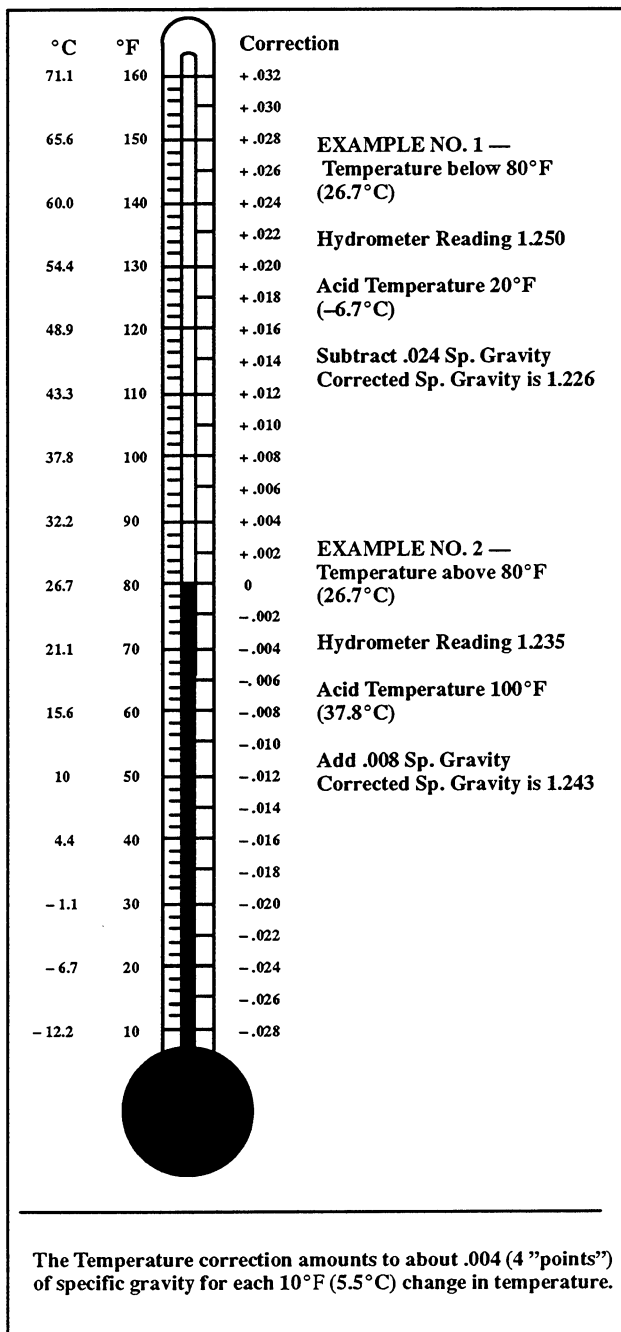 °C °F Correction
71.1 160 + .032
+ .030
65.6 150 + .028
+ .026
60.0 140 + .024
+ .022
54.4 130 + .020
+ .018
48.9 120 + .016
+ .014
43.3 110 + .012
+ .010
37.8 100 + .008
+ .006
32.2 90 + .004
+ .002
26.7 80 0
– .002
21.1 70 – .004
–. 006
15.6 60 – .008
– .010
10 50 – .012
– .014
4.4 40 – .016
– .018
– 1.1 30 – .020
– .022
– 6.7 20 – .024
– .026
– 12.2 10 – .028
EXAMPLE NO. 1 —
Temperature below 80°F
(26.7°C)
Hydrometer Reading 1.250
Acid Temperature 20°F
(–6.7°C)
Subtract .024 Sp. Gravity
Corrected Sp. Gravity is 1.226
EXAMPLE NO. 2 —
Temperature above 80°F
(26.7°C)
Hydrometer Reading 1.235
Acid Temperature 100°F
(37.8°C)
Add .008 Sp. Gravity
Corrected Sp. Gravity is 1.243
The Temperature correction amounts to about .004 (4 ”points”)
of specific gravity for each 10°F (5.5°C) change in temperature.